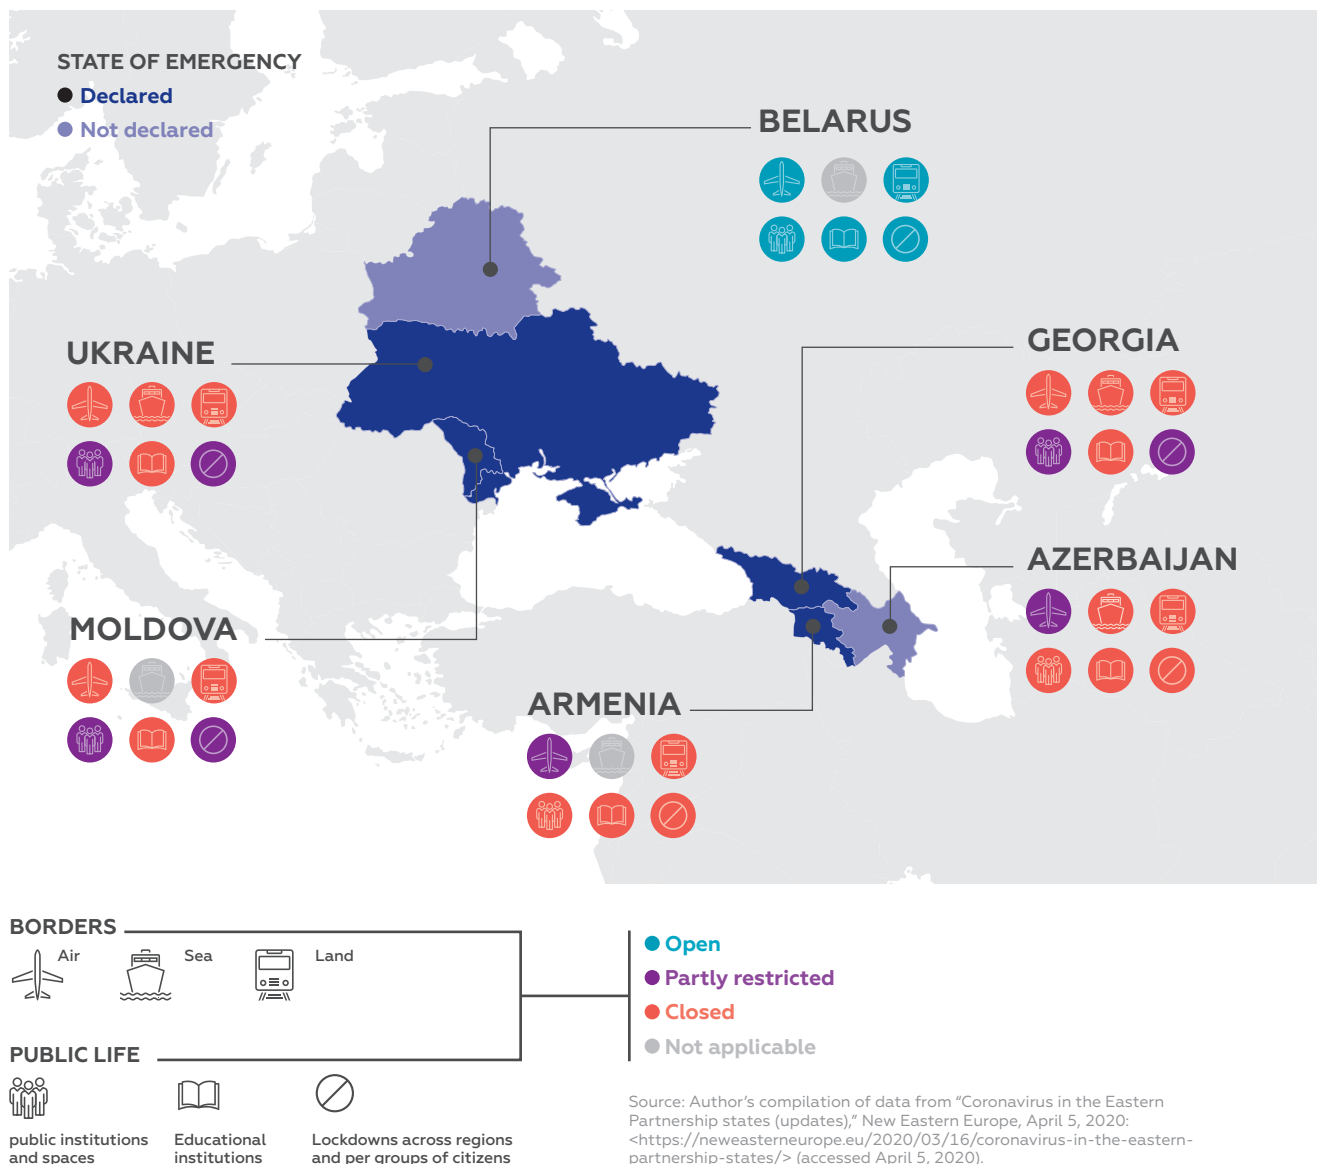 STATE OF EMERGENCY
Declared
Not declared
BELARUS
UKRAINE
GEORGIA
AZERBAIJAN
MOLDOVA
ARMENIA
BORDERS
Air
Sea
Land
Open
Partly restricted
Closed
Not applicable
PUBLIC LIFE
public institutions
and spaces
Educational
institutions
Lockdowns across regions
and per groups of citizens
Source: Author’s compilation of data from “Coronavirus in the Eastern
Partnership states (updates),” New Eastern Europe, April 5, 2020:
<https://neweasterneurope.eu/2020/03/16/coronavirus-in-the-eastern-
partnership-states/> (accessed April 5, 2020).